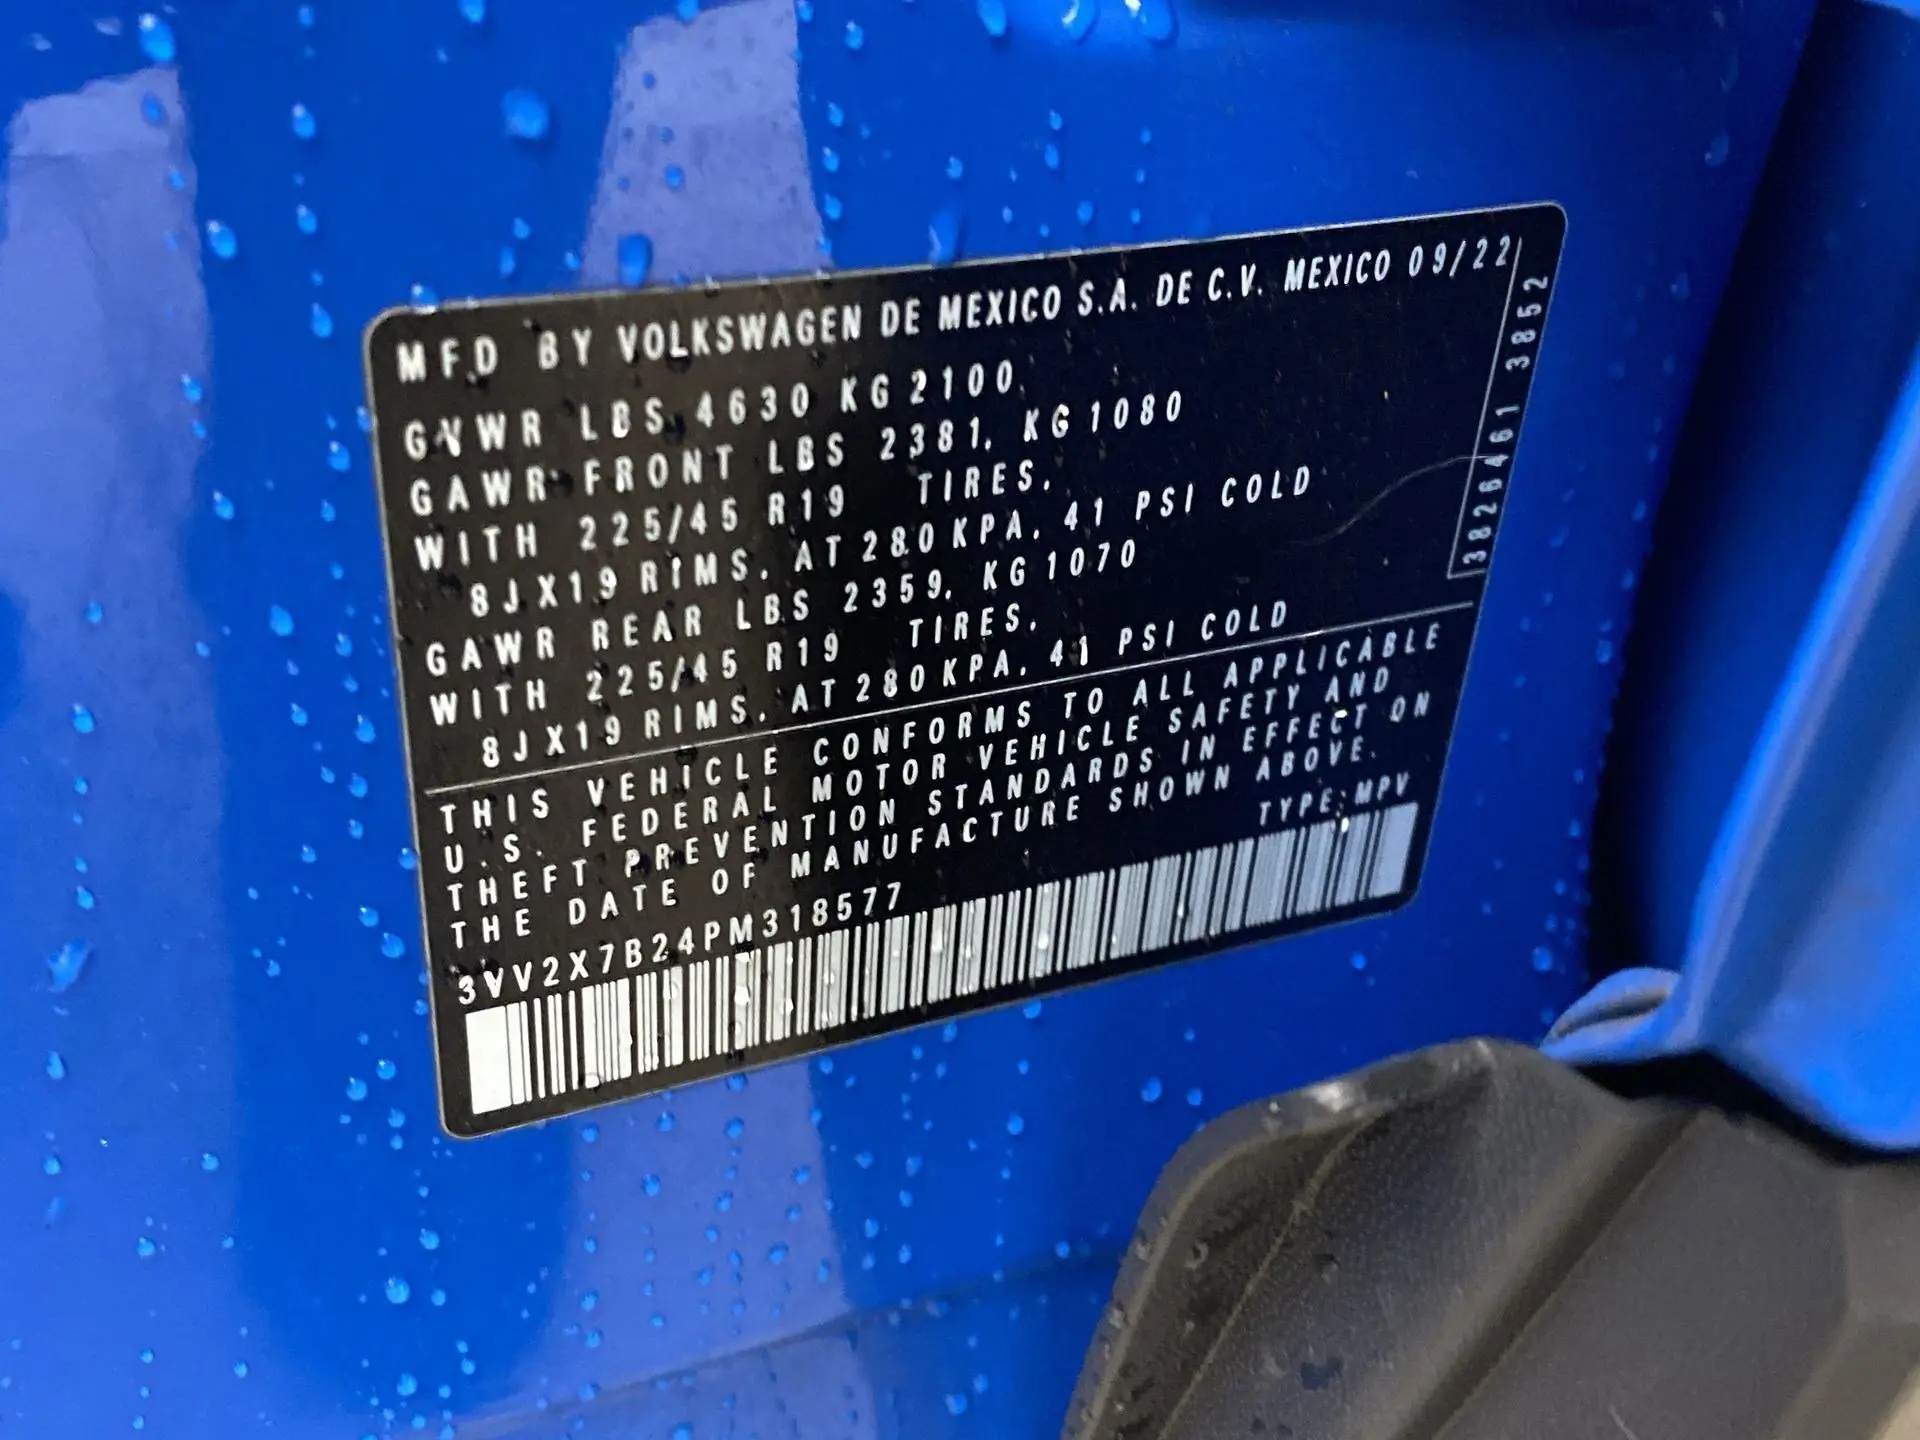 MFD BY VOLKSWAGEN DE MEXICO S.A. DE C.V. MEXICO 09/22
GVWR LBS 4630 KG 2100
GAWR FRONT LBS 2381, KG 1080
WITH 225/45 R19 TIRES,
8JX19 RIMS, AT 280 KPA, 41 PSI COLD
GAWR REAR LBS 2359, KG 1070
WITH 225/45 R19 TIRES,
8JX19 RIMS, AT 280 KPA, 41 PSI COLD
THIS VEHICLE CONFORMS TO ALL APPLICABLE
U.S. FEDERAL MOTOR VEHICLE SAFETY AND
THEFT PREVENTION STANDARDS IN EFFECT ON
THE DATE OF MANUFACTURE SHOWN ABOVE.
3VV2X7B24PM318577 TYPE: MPV
3826461 3852